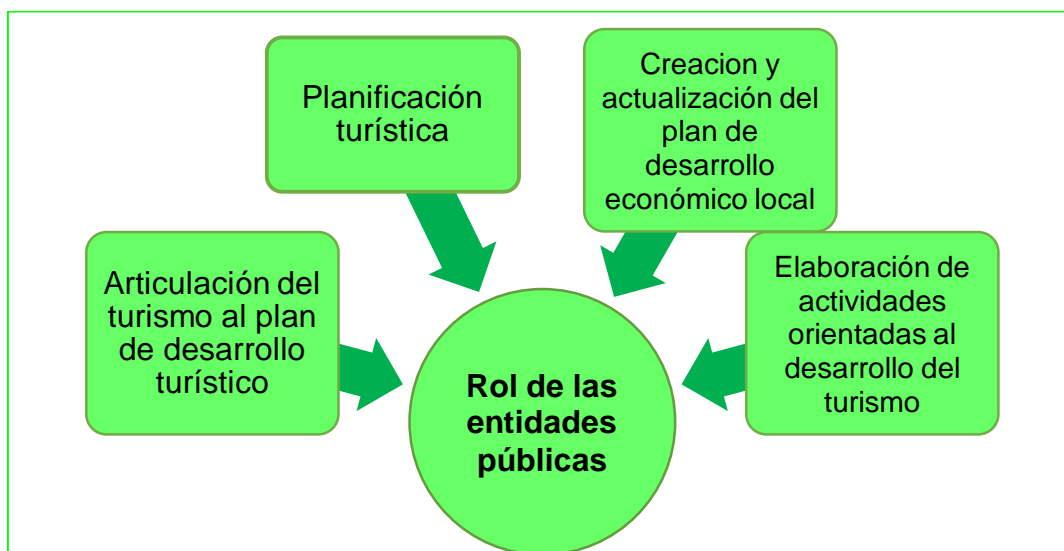 Planificación
turística
Creacion y
actualización del
plan de
desarrollo
económico local
Articulación del
turismo al plan
de desarrollo
turístico
Elaboración de
actividades
orientadas al
desarrollo del
turismo
Rol de las
entidades
públicas